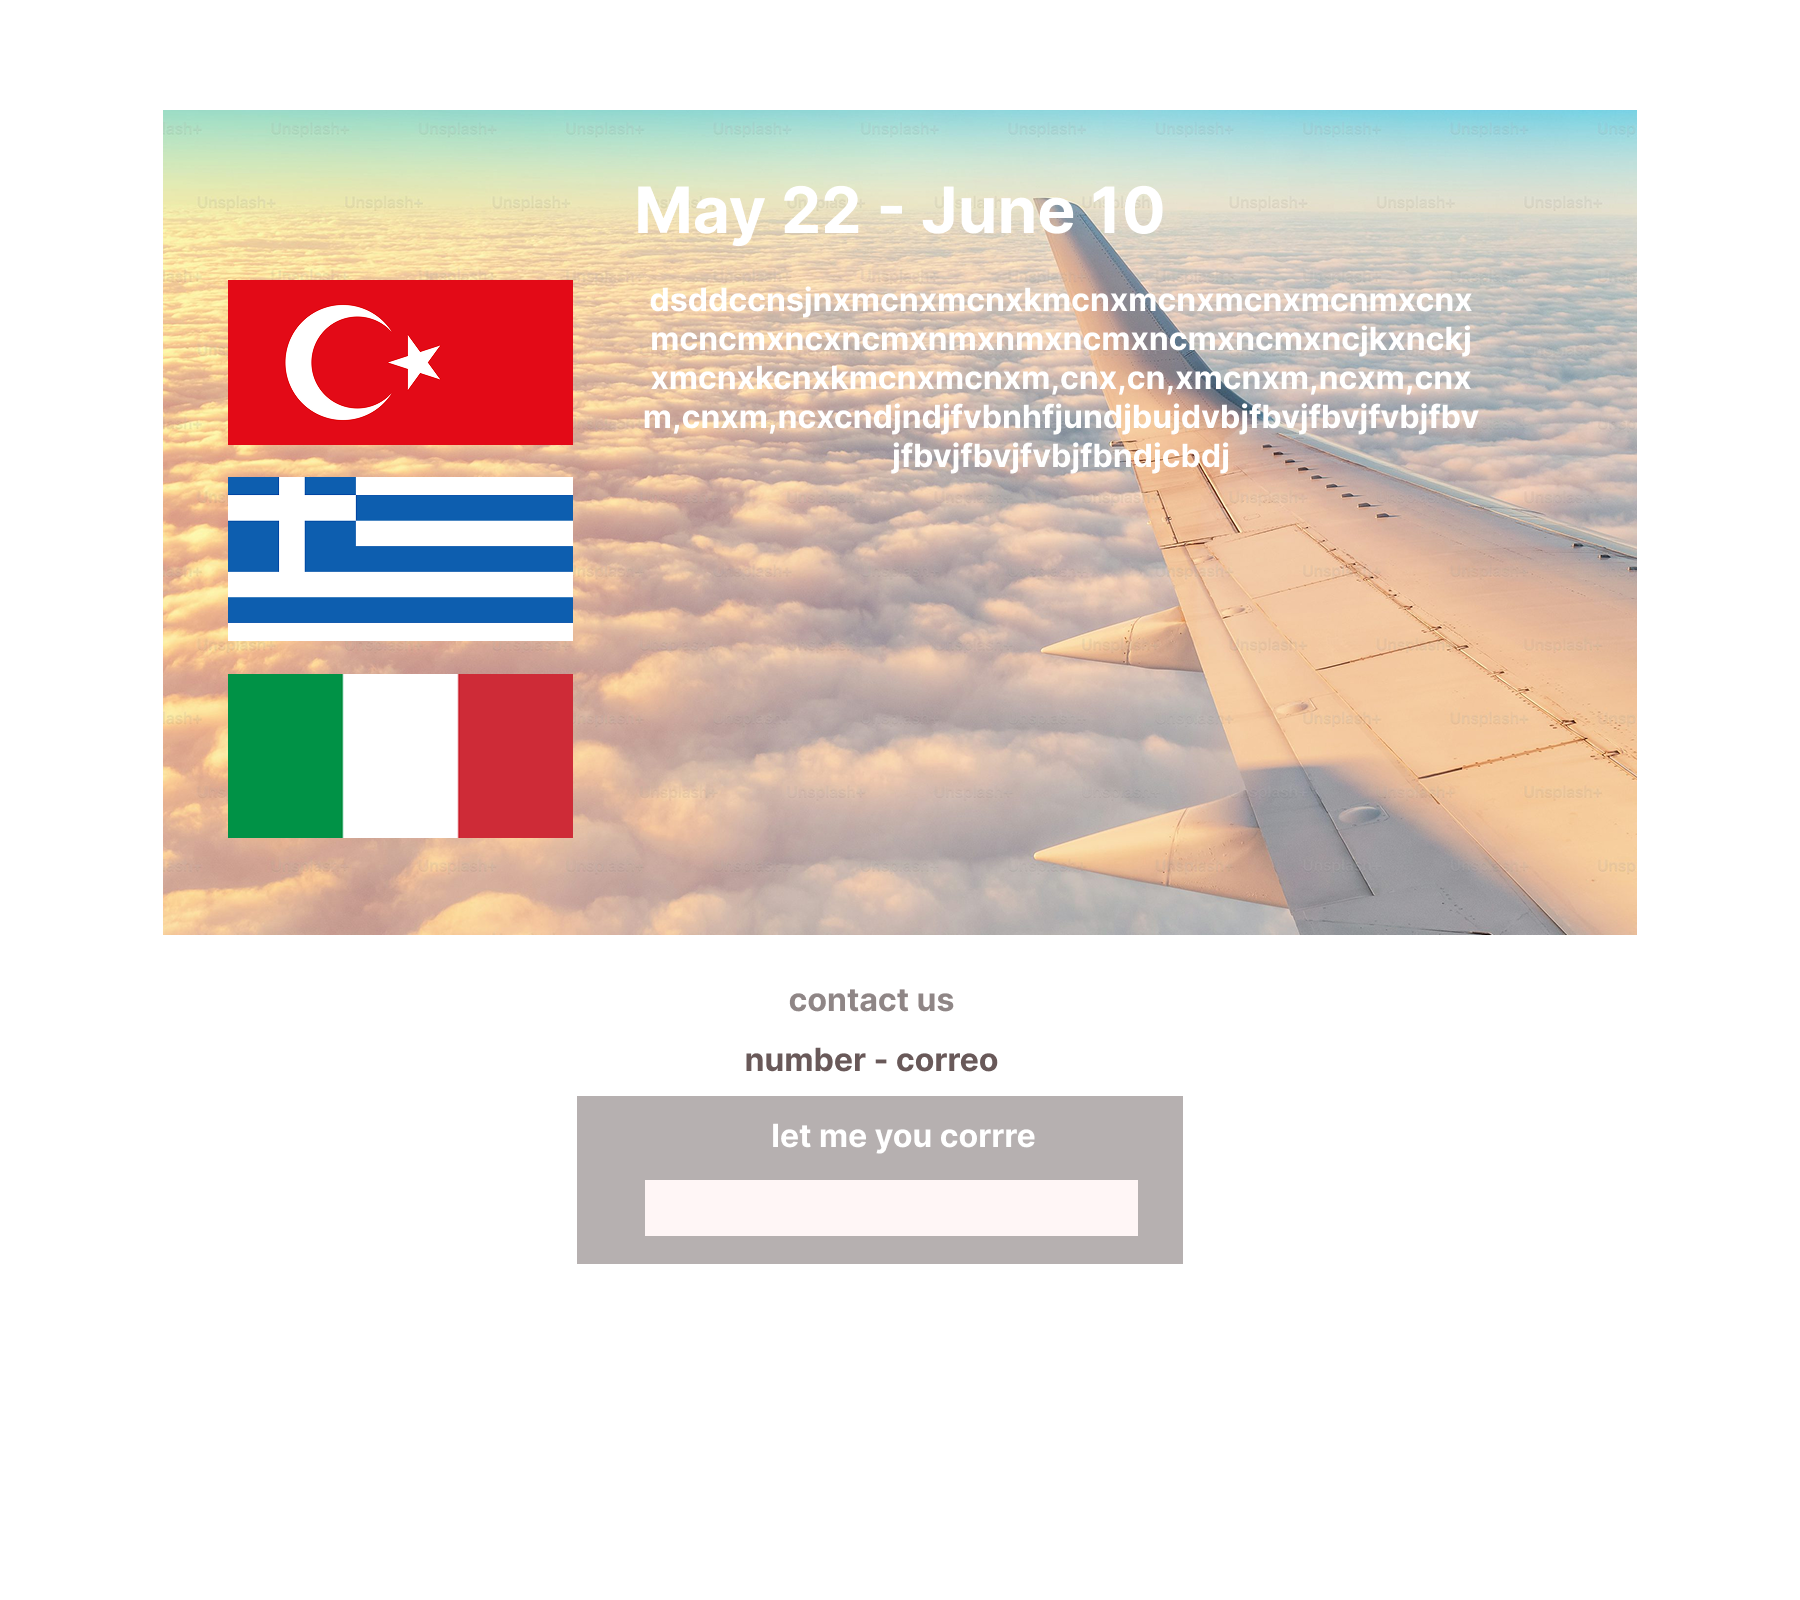 May 22 - June 10
dsddccnsjnxmcnxmcnxkmcnxmcnxmcnxmcnmxcnx
mcncmxncxncmxnmxnmxncmxncmxncmxncjkxnckj
xmcnxkcnxkmcnxmcnxm,cnx,cn,xmcnxm,ncxm,cnx
m,cnxm,ncxcndjndjfvbnhfjundjbujdvbjfbvjfbvjfvbjfbv
jfbvjfbvjfvbjfbndjcbdj
contact us
number - correo
let me you corrre